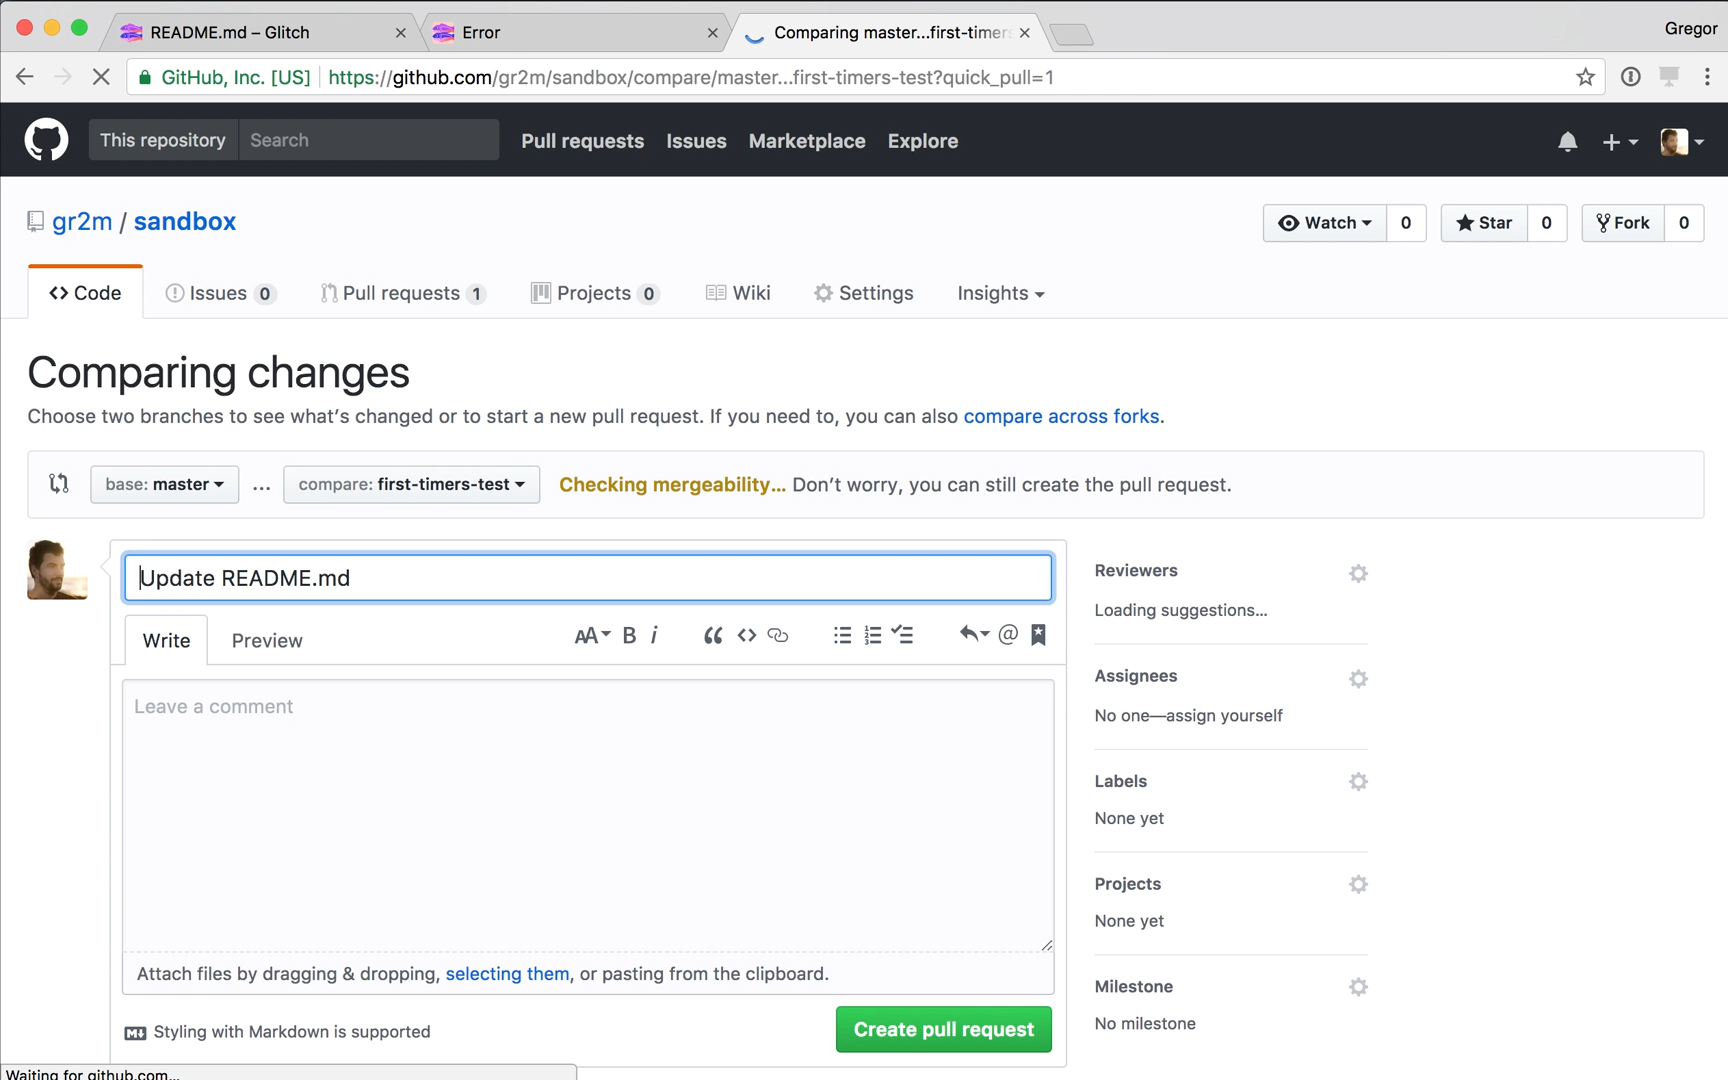 README.md – Glitch
Error
Comparing master...first-timers
Gregor
GitHub, Inc. [US]
https://github.com/gr2m/sandbox/compare/master...first-timers-test?quick_pull=1
This repository
Search
Pull requests
Issues
Marketplace
Explore
gr2m / sandbox
Watch
0
Star
0
Fork
0
Code
Issues 0
Pull requests 1
Projects 0
Wiki
Settings
Insights
Comparing changes
Choose two branches to see what’s changed or to start a new pull request. If you need to, you can also compare across forks.
base: master
...
compare: first-timers-test
Checking mergeability… Don’t worry, you can still create the pull request.
Update README.md
Write
Preview
AA
B
i
Leave a comment
Attach files by dragging & dropping, selecting them, or pasting from the clipboard.
Styling with Markdown is supported
Create pull request
Reviewers
Loading suggestions…
Assignees
No one—assign yourself
Labels
None yet
Projects
None yet
Milestone
No milestone
Waiting for github.com...